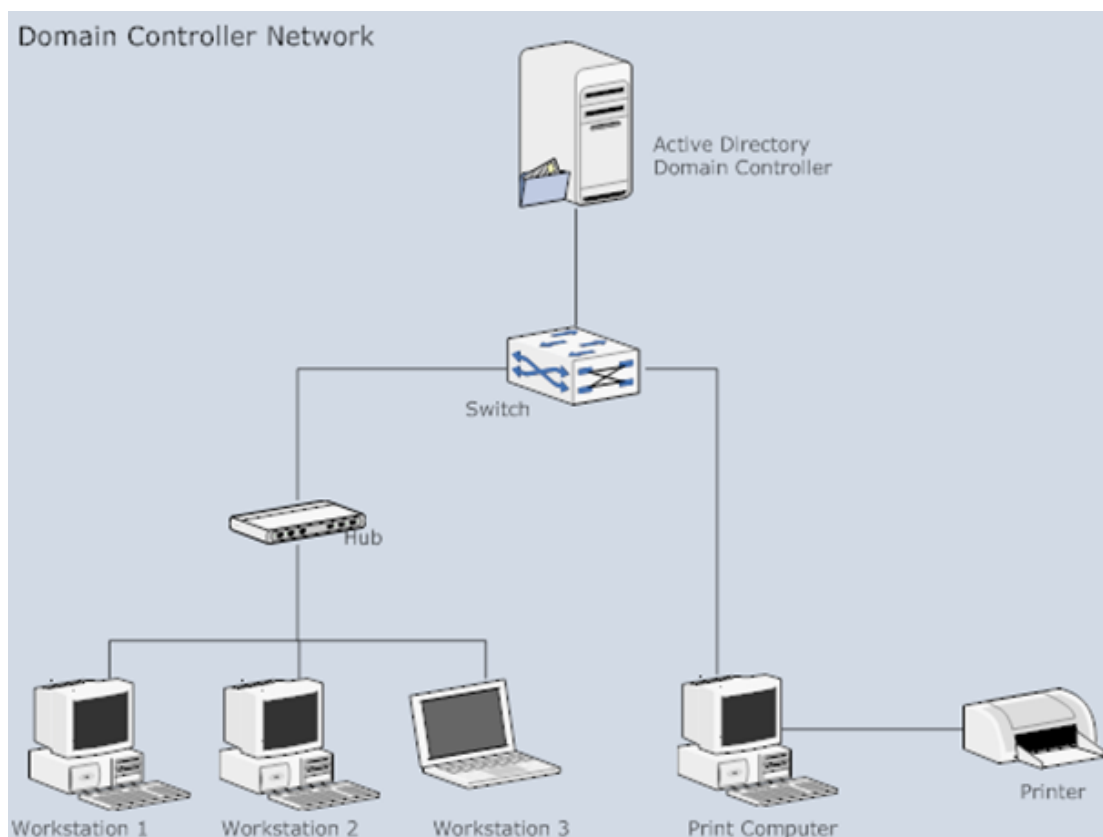 Domain Controller Network
Active Directory
Domain Controller
Switch
Hub
Workstation 1
Workstation 2
Workstation 3
Print Computer
Printer